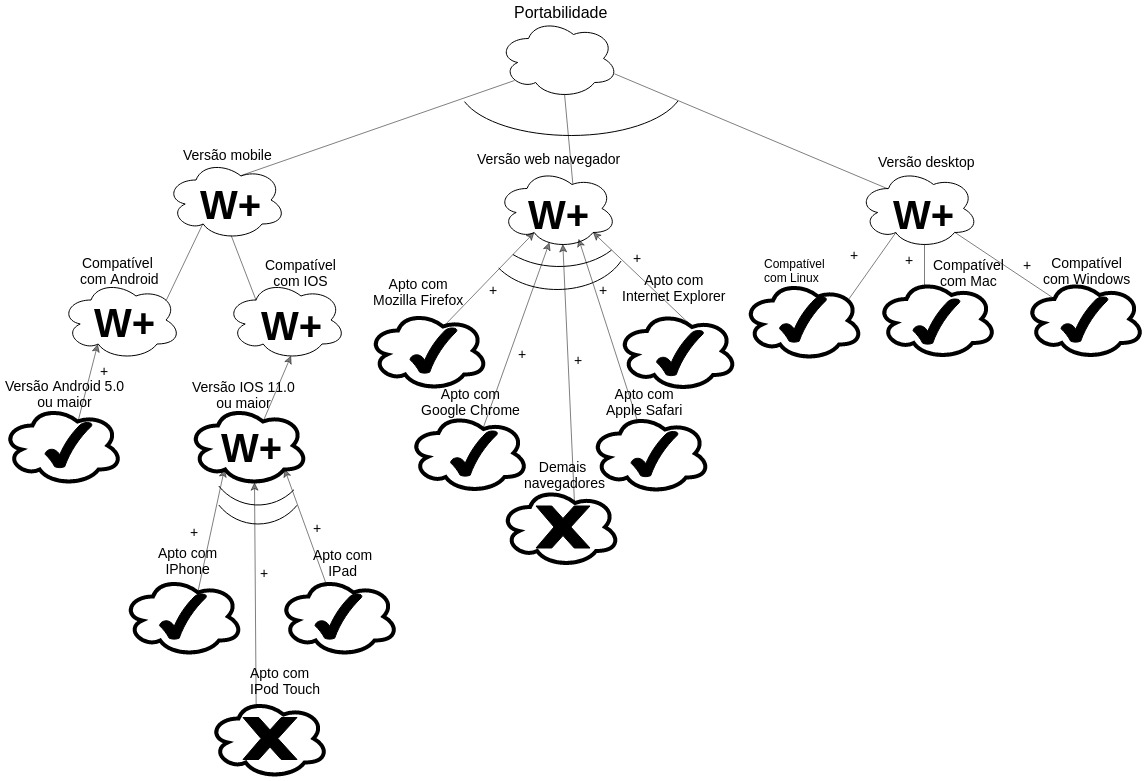 Portabilidade
Versão mobile
W+
Versão web navegador
W+
Versão desktop
W+
Compatível
com Android
W+
Compatível
com IOS
W+
Versão Android 5.0
ou maior
+
Versão IOS 11.0
ou maior
W+
Apto com
IPhone
+
Apto com
IPad
+
Apto com
IPod Touch
+
X
Apto com
Mozilla Firefox
+
Apto com
Google Chrome
+
Demais
navegadores
+
X
Apto com
Apple Safari
+
Apto com
Internet Explorer
+
Compatível
com Linux
+
Compatível
com Mac
+
Compatível
com Windows
+